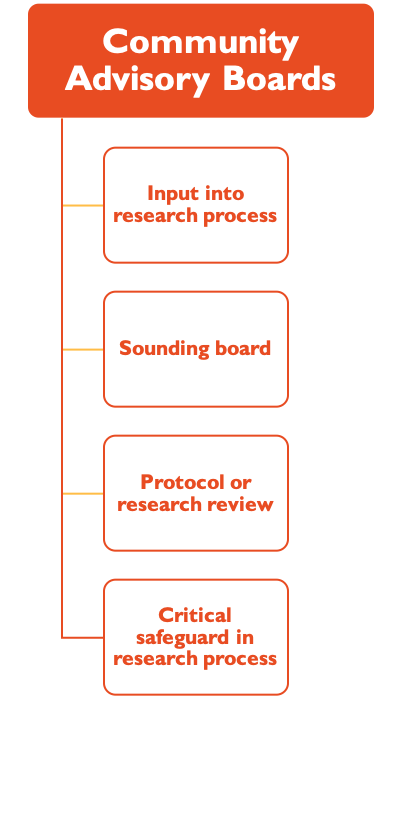 Community
Advisory Boards
Input into
research process
Sounding board
Protocol or
research review
Critical
safeguard in
research process